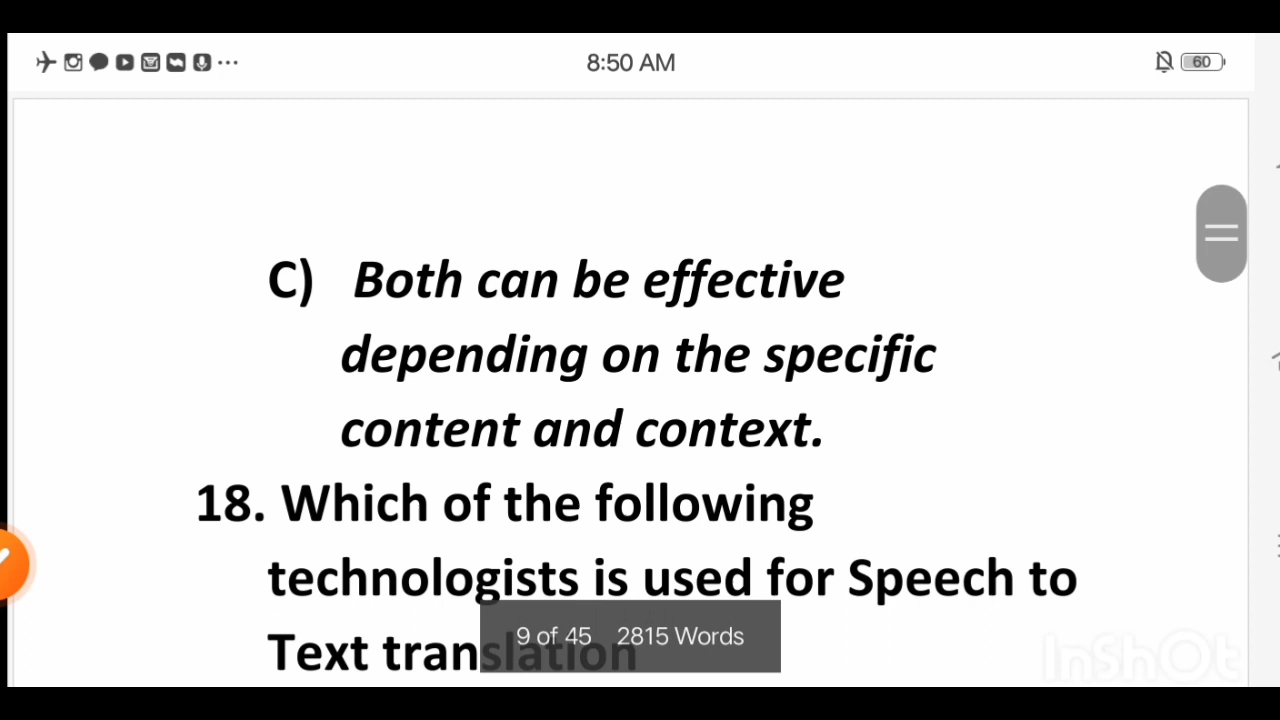 8:50 AM
60
C) Both can be effective
depending on the specific
content and context.
18. Which of the following
technologists is used for Speech to
Text translation
9 of 45 2815 Words
InShOt